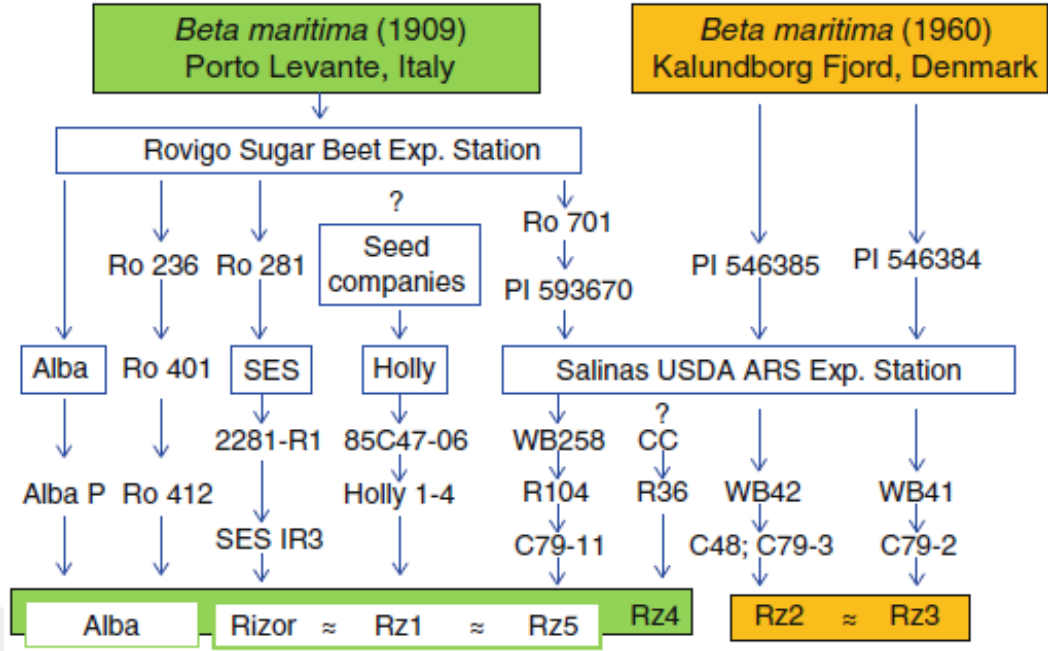 Beta maritima (1909)
Porto Levante, Italy
Beta maritima (1960)
Kalundborg Fjord, Denmark
Rovigo Sugar Beet Exp. Station
?
Ro 701
Ro 236
Ro 281
Seed
companies
PI 593670
PI 546385
PI 546384
Alba
Ro 401
SES
Holly
Salinas USDA ARS Exp. Station
?
2281-R1
85C47-06
WB258
CC
Alba P
Ro 412
Holly 1-4
R104
R36
WB42
WB41
SES IR3
C79-11
C48; C79-3
C79-2
Alba
Rizor ≈ Rz1 ≈ Rz5
Rz4
Rz2 ≈ Rz3